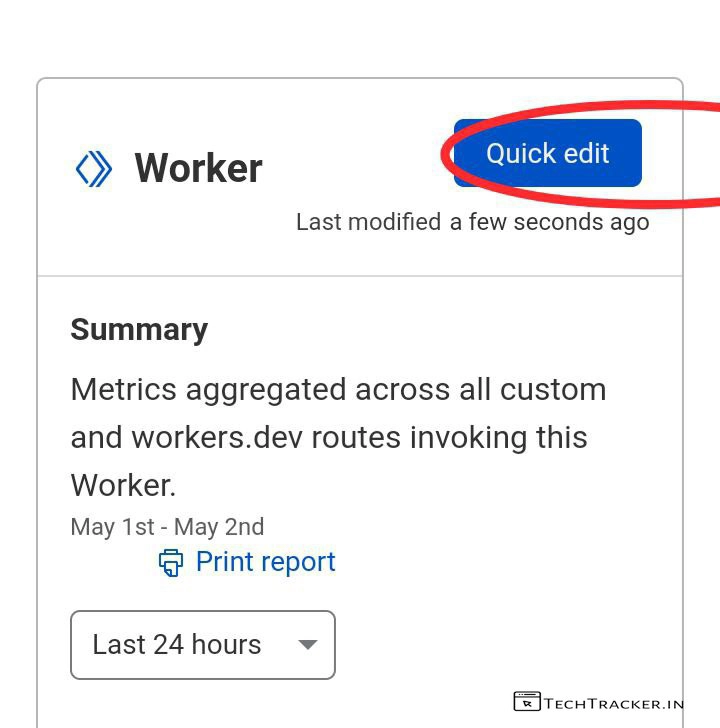 Worker
Quick edit
Last modified a few seconds ago
Summary
Metrics aggregated across all custom
and workers.dev routes invoking this
Worker.
May 1st - May 2nd
Print report
Last 24 hours
TECHTRACKER.IN